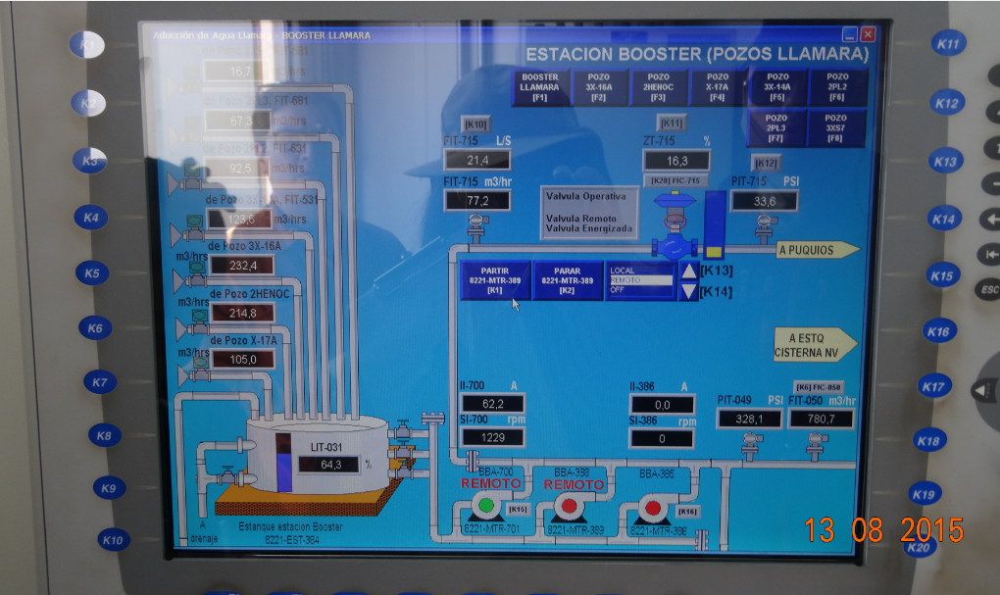 Aducción de Agua Llamara - BOOSTER LLAMARA
ESTACION BOOSTER (POZOS LLAMARA)
BOOSTER
LLAMARA
[F1]
POZO
3X-16A
[F2]
POZO
2HENOC
[F3]
POZO
X-17A
[F4]
POZO
3X-14A
POZO
2PL2
[F6]
POZO
2PL3
[F7]
POZO
3XS7
[F8]
16,7
de Pozo 2PL3, FIT-681
67,3 m3/hrs
FIT-631
92,5 m3/hrs
FIT-531
123,6 m3/hrs
de Pozo 3X-16A
m3/hrs
232,4
de Pozo 2HENOC
m3/hrs
214,8
de Pozo X-17A
m3/hrs
105,0
[K10]
FIT-715 L/S
21,4
FIT-715 m3/hr
77,2
[K11]
ZT-715 %
16,3
[K20] FIC-715
[K12]
PIT-715 PSI
33,6
Valvula Operativa
Valvula Remoto
Valvula Energizada
A PUQUIOS
PARTIR
8221-MTR-389
[K1]
PARAR
8221-MTR-389
[K2]
LOCAL
REMOTO
OFF
[K13]
[K14]
A ESTQ
CISTERNA NV
II-700 A
62,2
SI-700 rpm
1229
II-386 A
0,0
SI-386 rpm
0
PIT-049 PSI
328,1
[K6] FIC-050
FIT-050 m3/hr
780,7
LIT-031
64,3 %
BBA-700
REMOTO
[K15]
8221-MTR-701
BBA-388
REMOTO
8221-MTR-389
BBA-385
[K16]
8221-MTR-396
A
drenaje
Estanque estacion Booster
8221-EST-384
K1
K2
K3
K4
K5
K6
K7
K8
K9
K10
K11
K12
K13
K14
K15
K16
K17
K18
K19
K20
ESC
13 08 2015